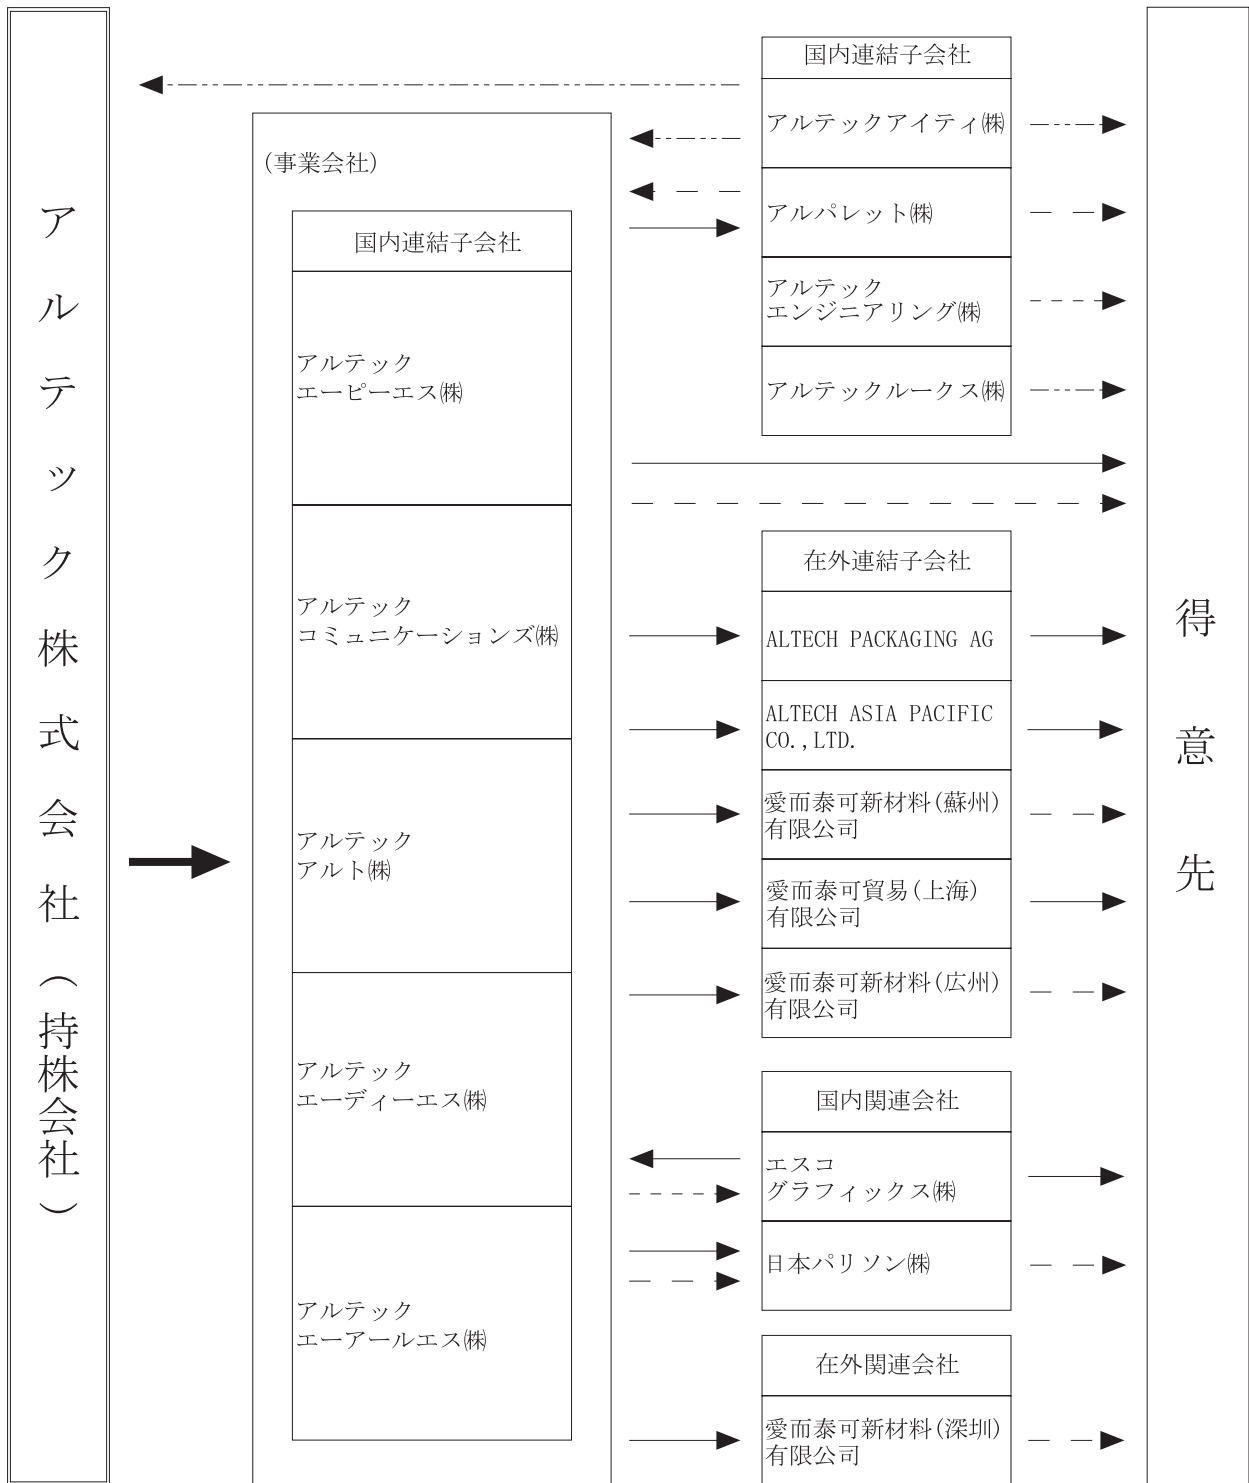 アルテック株式会社（持株会社）
(事業会社)
国内連結子会社
アルテック
エーピーエス㈱
アルテック
コミュニケーションズ㈱
アルテック
アルト㈱
アルテック
エーディーエス㈱
アルテック
エーアールエス㈱
国内連結子会社
アルテックアイティ㈱
アルパレット㈱
アルテック
エンジニアリング㈱
アルテックルークス㈱
在外連結子会社
ALTECH PACKAGING AG
ALTECH ASIA PACIFIC
CO.,LTD.
愛而泰可新材料(蘇州)
有限公司
愛而泰可貿易(上海)
有限公司
愛而泰可新材料(広州)
有限公司
国内関連会社
エスコ
グラフィックス㈱
日本パリソン㈱
在外関連会社
愛而泰可新材料(深圳)
有限公司
得意先